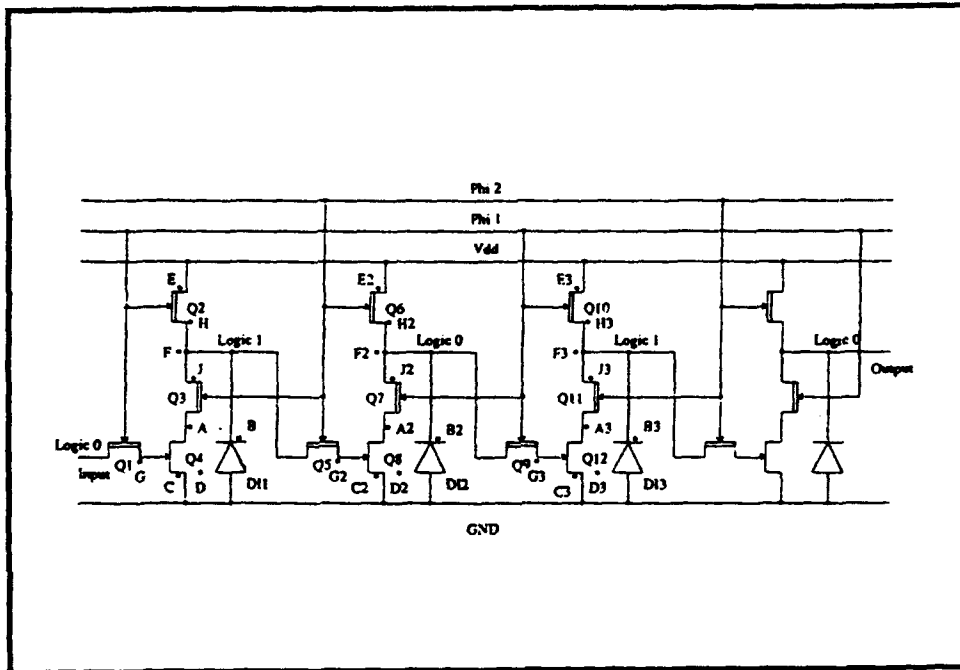 Phi 2
Phi 1
Vdd
E E2 E3
Q2 Q6 Q10
H H2 H3
Logic 1 Logic 0 Logic 1 Logic 0
F F2 F3
Output
J J2 J3
Q3 Q7 Q11
A B A2 B2 A3 B3
Logic 0
Q1 Q4 Q5 Q8 Q9 Q12
Input G G2 G3
C D DI1 C2 D2 DI2 C3 D3 DI3
GND